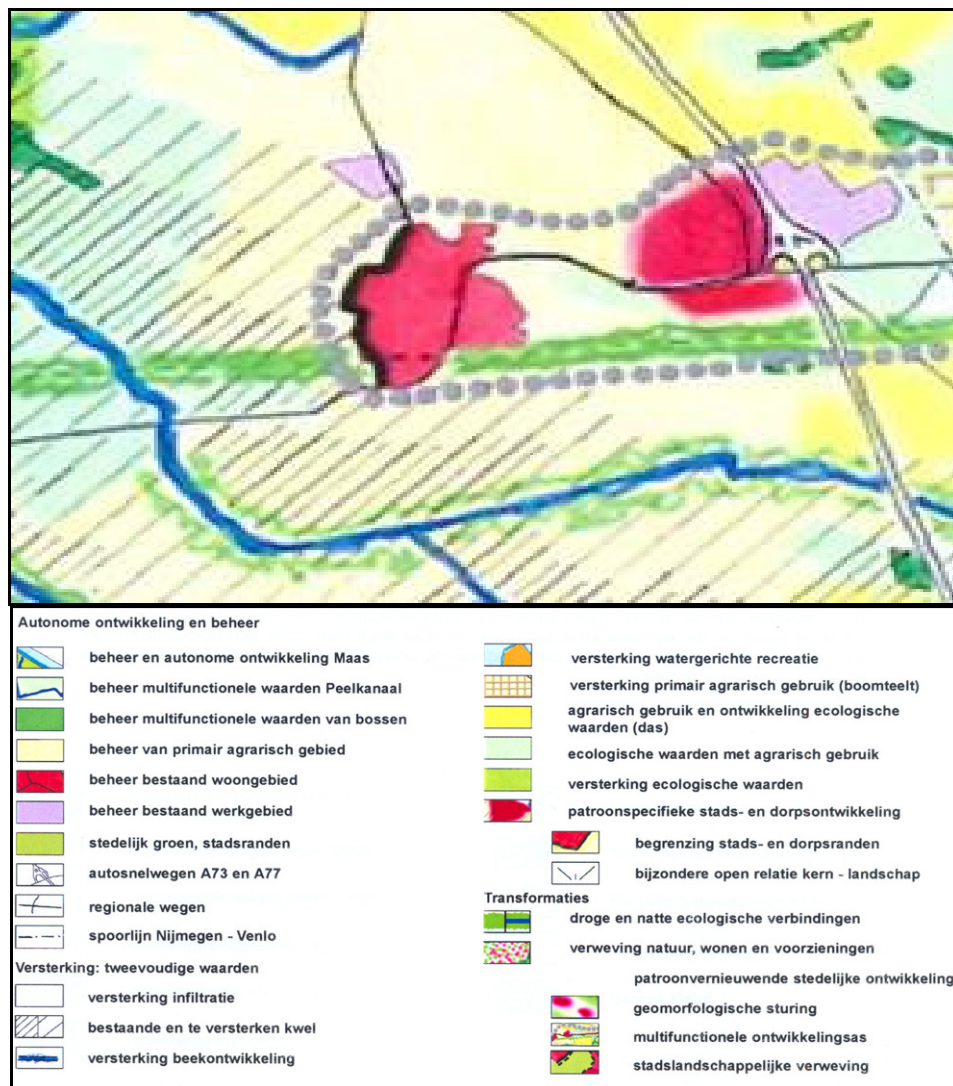 Autonome ontwikkeling en beheer
beheer en autonome ontwikkeling Maas
beheer multifunctionele waarden Peelkanaal
beheer multifunctionele waarden van bossen
beheer van primair agrarisch gebied
beheer bestaand woongebied
beheer bestaand werkgebied
stedelijk groen, stadsranden
autosnelwegen A73 en A77
regionale wegen
spoorlijn Nijmegen - Venlo
Versterking: tweevoudige waarden
versterking infiltratie
bestaande en te versterken kwel
versterking beekontwikkeling
versterking watergerichte recreatie
versterking primair agrarisch gebruik (boomteelt)
agrarisch gebruik en ontwikkeling ecologische
waarden (das)
ecologische waarden met agrarisch gebruik
versterking ecologische waarden
patroonspecifieke stads- en dorpsontwikkeling
begrenzing stads- en dorpsranden
bijzondere open relatie kern - landschap
Transformaties
droge en natte ecologische verbindingen
verweving natuur, wonen en voorzieningen
patroonvernieuwende stedelijke ontwikkeling
geomorfologische sturing
multifunctionele ontwikkelingsas
stadslandschappelijke verweving